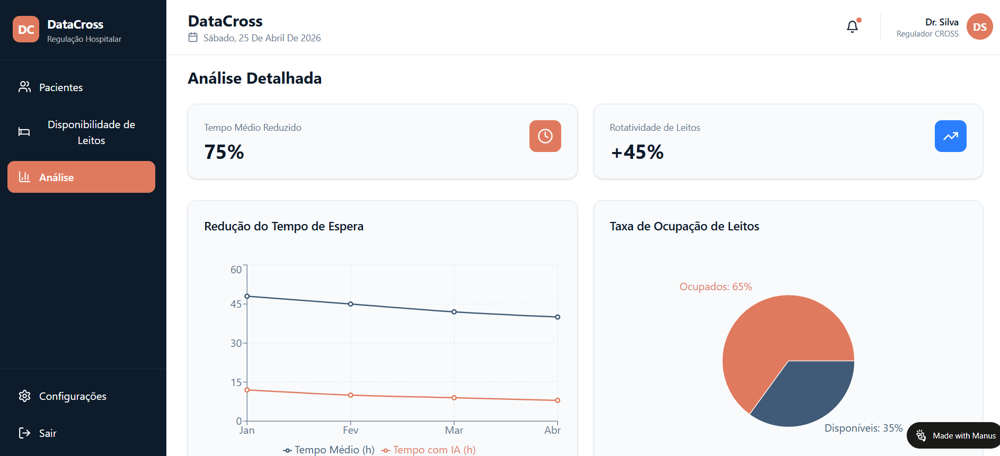 DC
DataCross
Regulação Hospitalar
Pacientes
Disponibilidade de
Leitos
Análise
Configurações
Sair
DataCross
Sábado, 25 De Abril De 2026
Dr. Silva
Regulador CROSS
DS
Análise Detalhada
Tempo Médio Reduzido
75%
Rotatividade de Leitos
+45%
Redução do Tempo de Espera
60
45
30
15
0
Jan Fev Mar Abr
Tempo Médio (h) Tempo com IA (h)
Taxa de Ocupação de Leitos
Ocupados: 65%
Disponíveis: 35%
Made with Manus